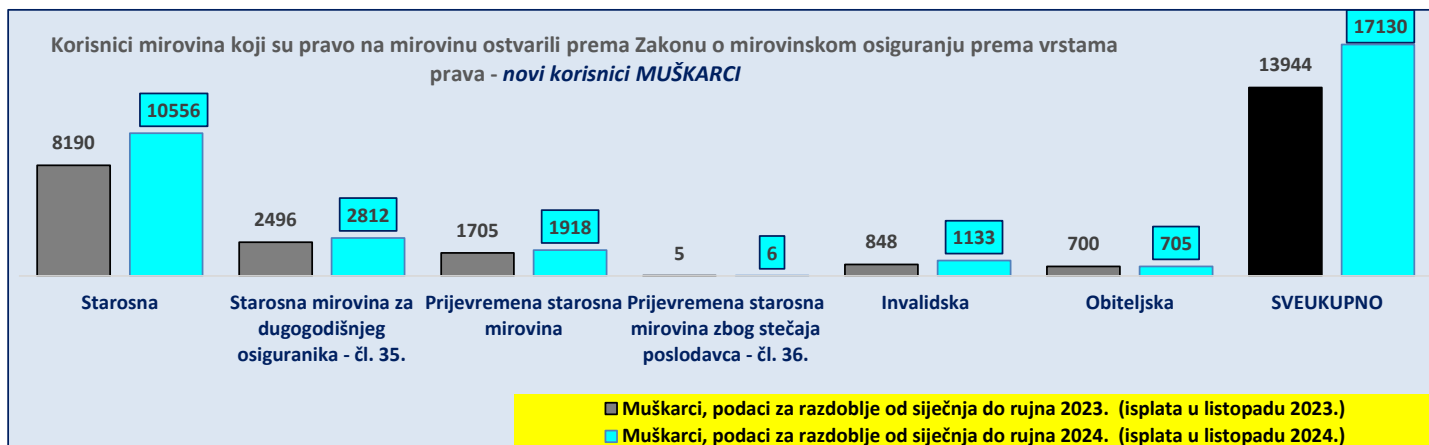 Korisnici mirovina koji su pravo na mirovinu ostvarili prema Zakonu o mirovinskom osiguranju prema vrstama
prava - novi korisnici MUŠKARCI
8190
10556
2496
2812
1705
1918
5
6
848
1133
700
705
13944
17130
Starosna
Starosna mirovina za
dugogodišnjeg
osiguranika - čl. 35.
Prijevremena starosna
mirovina
Prijevremena starosna
mirovina zbog stečaja
poslodavca - čl. 36.
Invalidska
Obiteljska
SVEUKUPNO
Muškarci, podaci za razdoblje od siječnja do rujna 2023. (isplata u listopadu 2023.)
Muškarci, podaci za razdoblje od siječnja do rujna 2024. (isplata u listopadu 2024.)